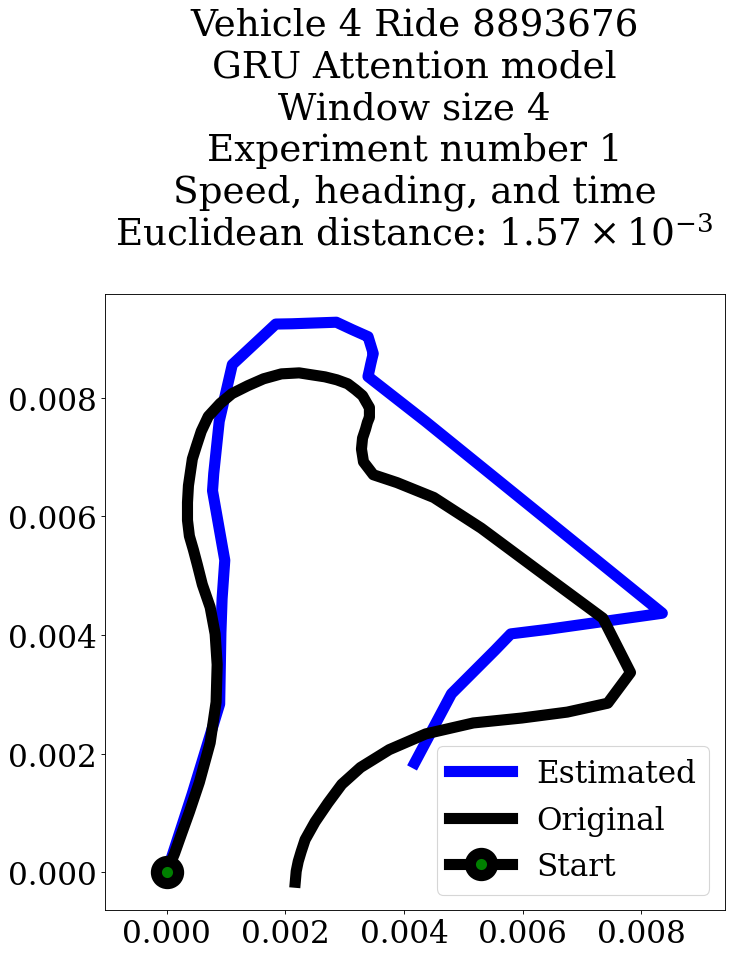 Vehicle 4 Ride 8893676
GRU Attention model
Window size 4
Experiment number 1
Speed, heading, and time
Euclidean distance: 1.57 × 10⁻³
0.008
0.006
0.004
0.002
0.000
0.000 0.002 0.004 0.006 0.008
Estimated
Original
Start